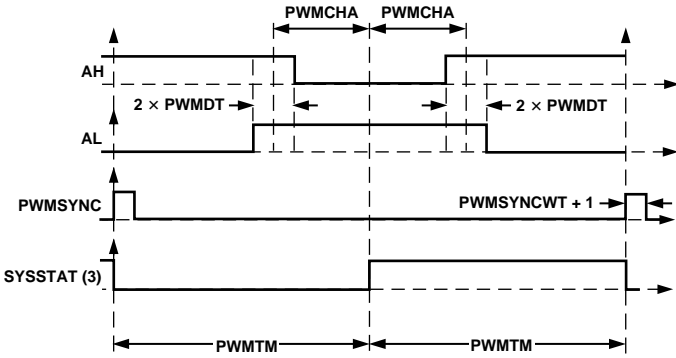 PWMCHA PWMCHA
AH
2 × PWMDT 2 × PWMDT
AL
PWMSYNC PWMSYNCWT + 1
SYSSTAT (3)
PWMTM PWMTM